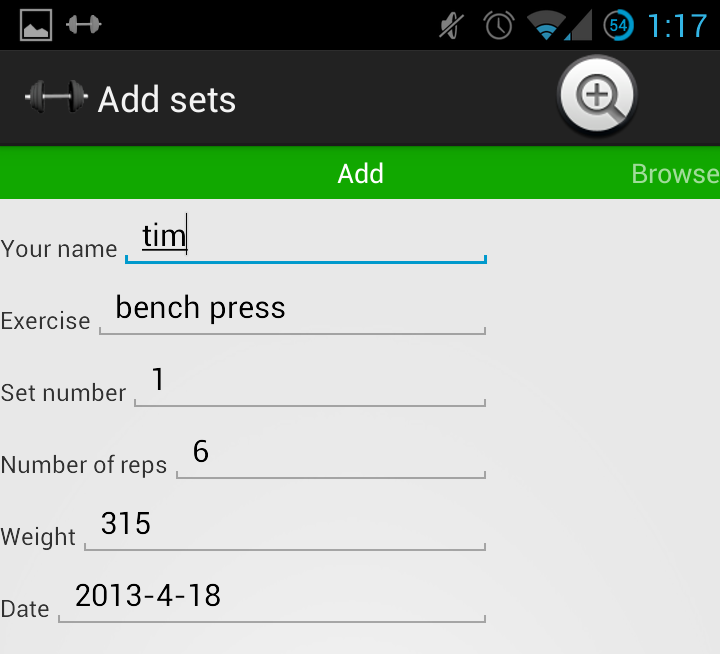 54 1:17
Add sets
Add Browse
Your name tim
Exercise bench press
Set number 1
Number of reps 6
Weight 315
Date 2013-4-18